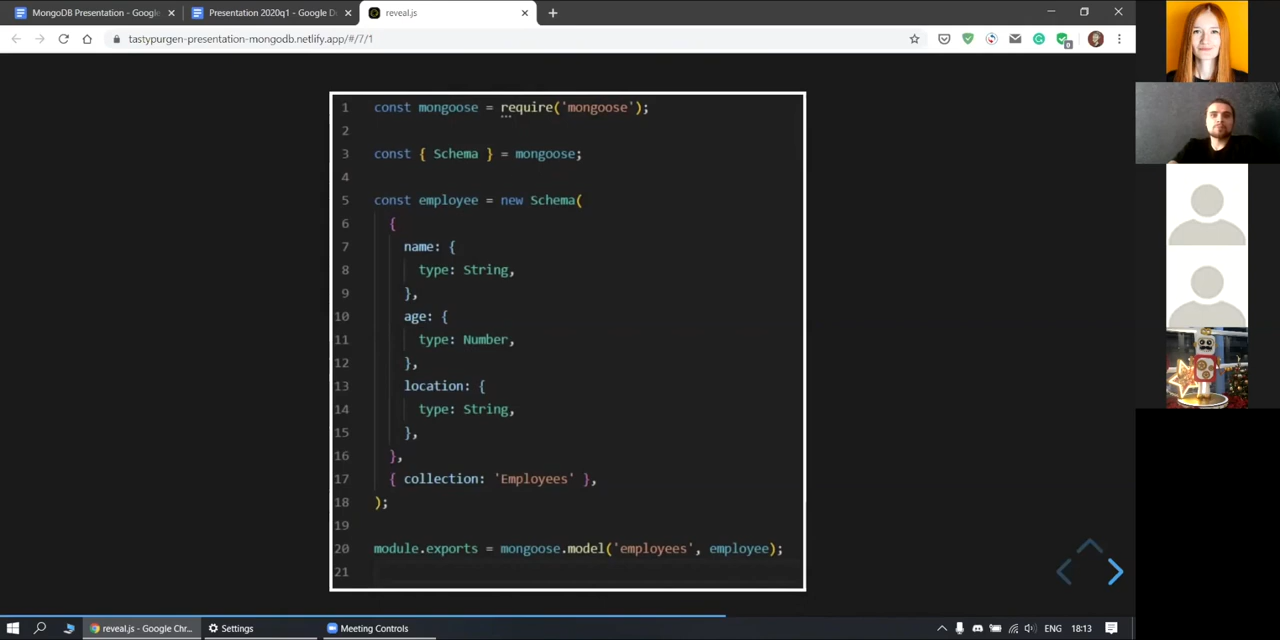 MongoDB Presentation - Google
Presentation 2020q1 - Google D
reveal.js
tastypurgen-presentation-mongodb.netlify.app/#/7/1
0
1 const mongoose = require('mongoose');
2
3 const { Schema } = mongoose;
4
5 const employee = new Schema(
6 {
7 name: {
8 type: String,
9 },
10 age: {
11 type: Number,
12 },
13 location: {
14 type: String,
15 },
16 },
17 { collection: 'Employees' },
18 );
19
20 module.exports = mongoose.model('employees', employee);
21
reveal.js - Google Chr...
Settings
Meeting Controls
ENG
18:13